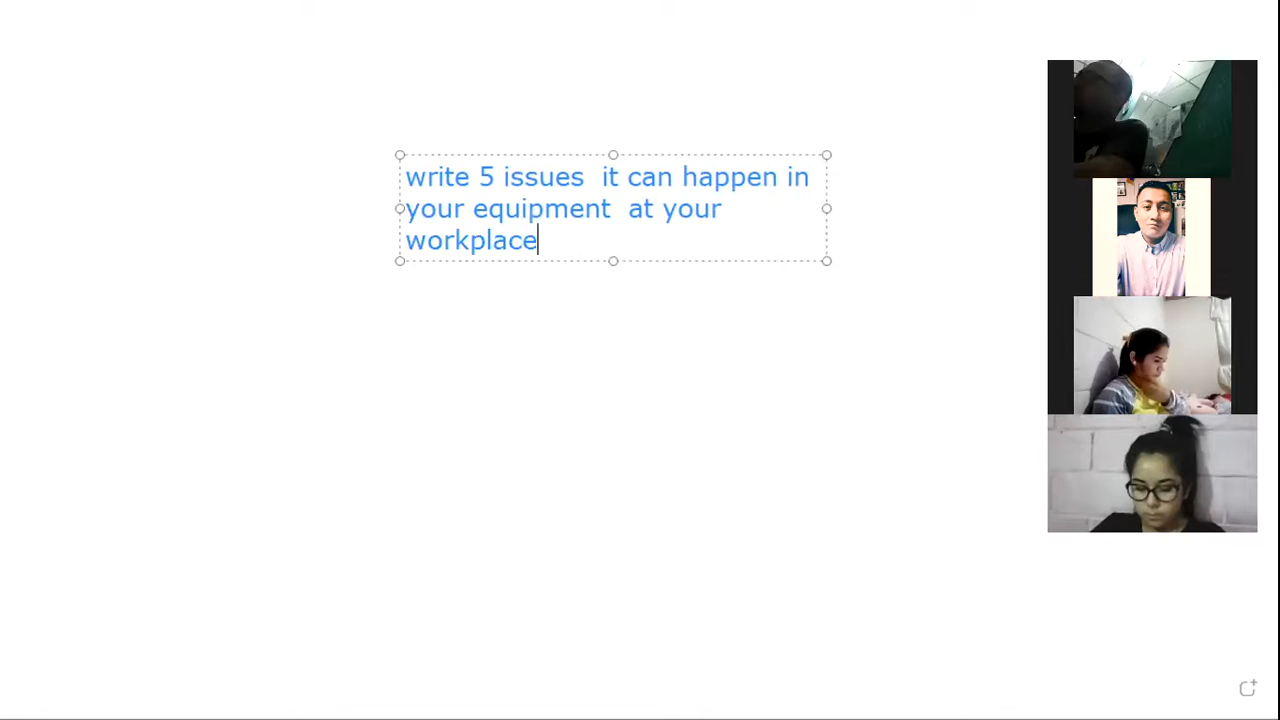 write 5 issues  it can happen in
your equipment  at your
workplace